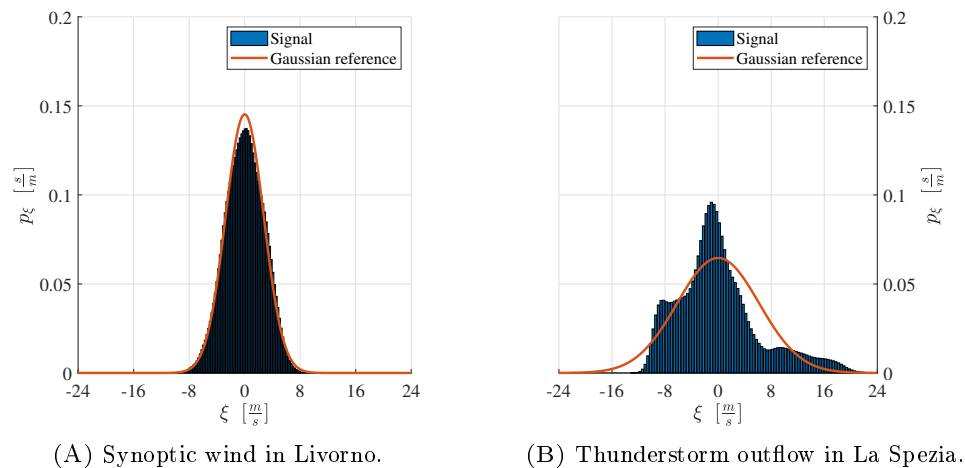 0.2
0.15
0.1
0.05
0
p_ξ [s/m]
-24 -16 -8 0 8 16 24
ξ [m/s]
Signal
Gaussian reference
(A) Synoptic wind in Livorno.
Signal
Gaussian reference
0.2
0.15
0.1
0.05
0
p_ξ [s/m]
-24 -16 -8 0 8 16 24
ξ [m/s]
(B) Thunderstorm outflow in La Spezia.